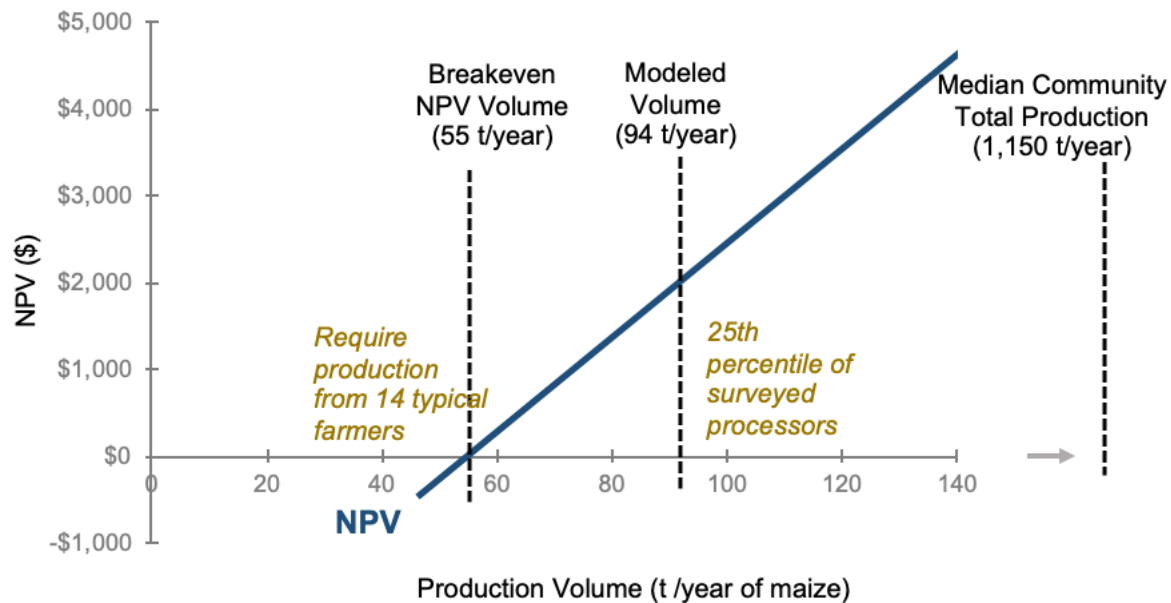 $5,000
$4,000
$3,000
$2,000
$1,000
$0
-$1,000
NPV ($)
Breakeven
NPV Volume
(55 t/year)
Modeled
Volume
(94 t/year)
Median Community
Total Production
(1,150 t/year)
Require
production
from 14 typical
farmers
25th
percentile of
surveyed
processors
0
20
40
60
80
100
120
140
NPV
Production Volume (t /year of maize)